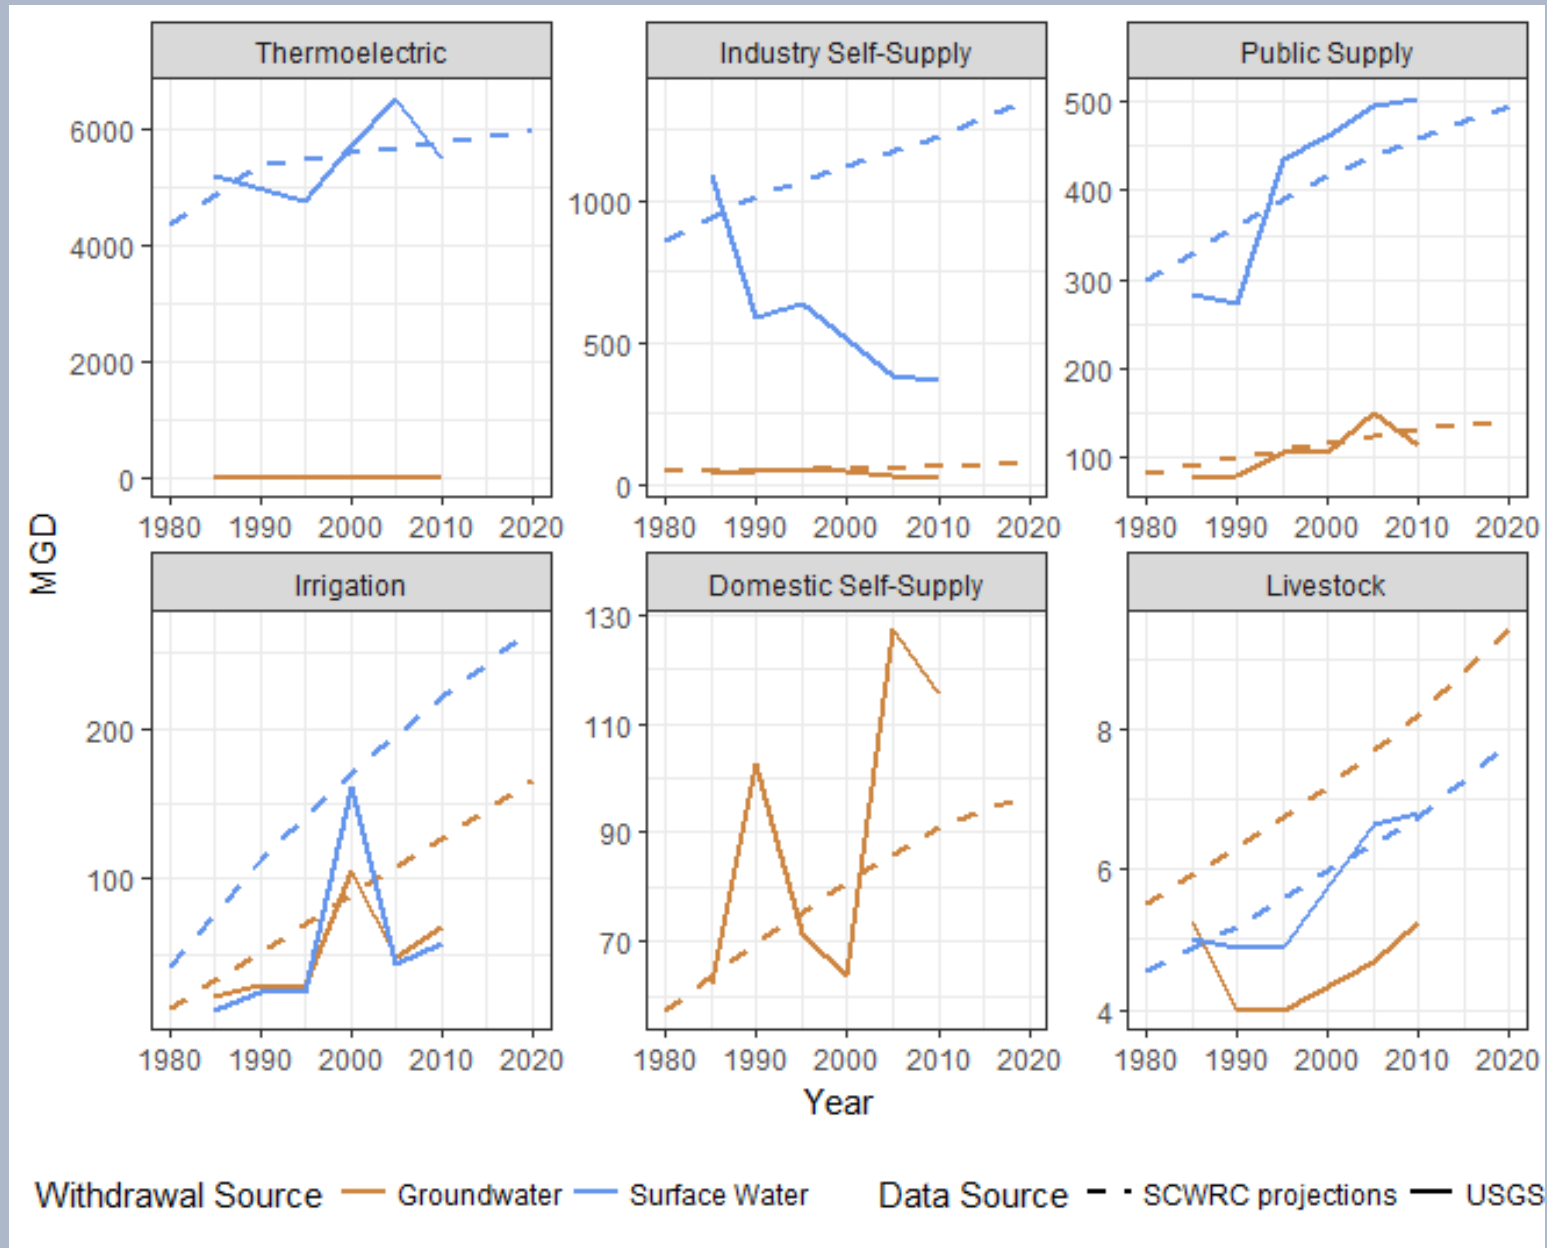 Thermoelectric
Industry Self-Supply
Public Supply
6000
4000
2000
0
1000
500
0
500
400
300
200
100
1980 1990 2000 2010 2020
1980 1990 2000 2010 2020
1980 1990 2000 2010 2020
MGD
Irrigation
Domestic Self-Supply
Livestock
200
100
130
110
90
70
8
6
4
1980 1990 2000 2010 2020
1980 1990 2000 2010 2020
1980 1990 2000 2010 2020
Year
Withdrawal Source Groundwater Surface Water Data Source SCWRC projections USGS